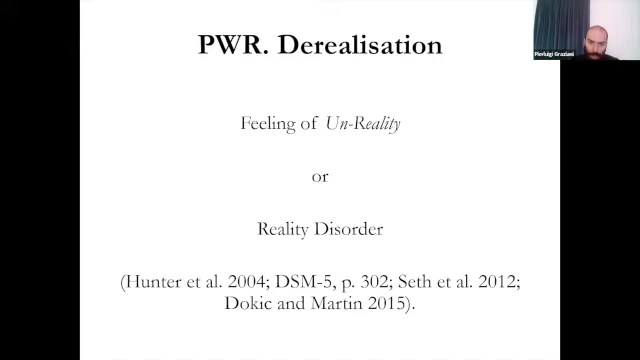 PWR. Derealisation
Pierluigi Graziani
Feeling of Un-Reality
or
Reality Disorder
(Hunter et al. 2004; DSM-5, p. 302; Seth et al. 2012;
Dokic and Martin 2015).